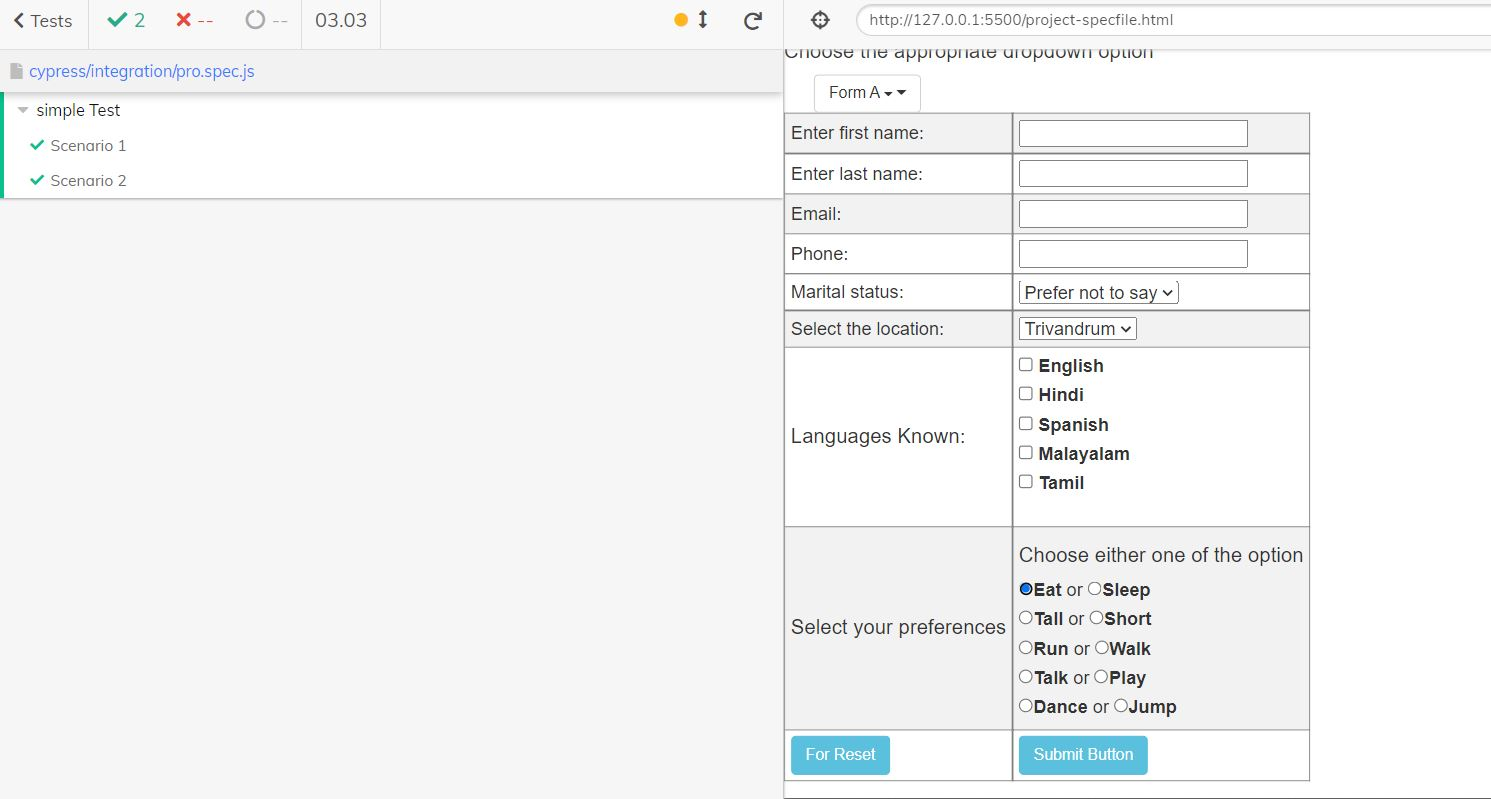 Tests 2 -- -- 03.03
cypress/integration/pro.spec.js
simple Test
Scenario 1
Scenario 2
http://127.0.0.1:5500/project-specfile.html
Choose the appropriate dropdown option
Form A
Enter first name:
Enter last name:
Email:
Phone:
Marital status: Prefer not to say
Select the location: Trivandrum
Languages Known:
English
Hindi
Spanish
Malayalam
Tamil
Select your preferences
Choose either one of the option
Eat or Sleep
Tall or Short
Run or Walk
Talk or Play
Dance or Jump
For Reset Submit Button